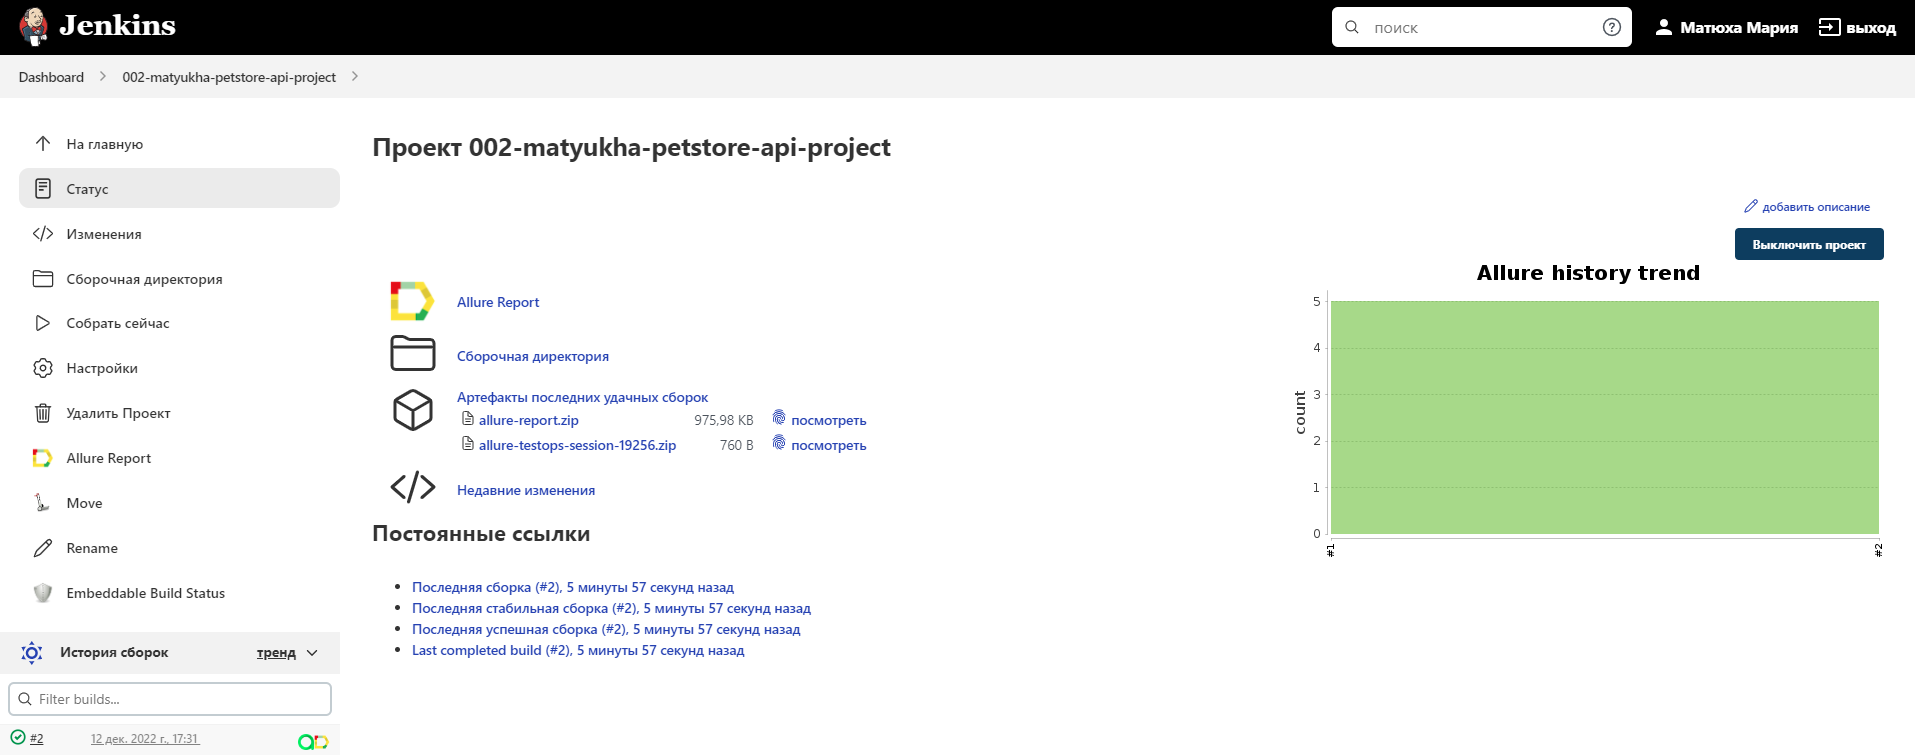 Jenkins
поиск
Матюха Мария
выход
Dashboard
002-matyukha-petstore-api-project
На главную
Статус
Изменения
Сборочная директория
Собрать сейчас
Настройки
Удалить Проект
Allure Report
Move
Rename
Embeddable Build Status
История сборок
тренд
Filter builds...
#2
12 дек. 2022 г., 17:31
Проект 002-matyukha-petstore-api-project
добавить описание
Выключить проект
Allure Report
Сборочная директория
Артефакты последних удачных сборок
allure-report.zip 975,98 KB посмотреть
allure-testops-session-19256.zip 760 B посмотреть
Недавние изменения
Постоянные ссылки
Последняя сборка (#2), 5 минуты 57 секунд назад
Последняя стабильная сборка (#2), 5 минуты 57 секунд назад
Последняя успешная сборка (#2), 5 минуты 57 секунд назад
Last completed build (#2), 5 минуты 57 секунд назад
Allure history trend
count
5
4
3
2
1
0
#1
#2